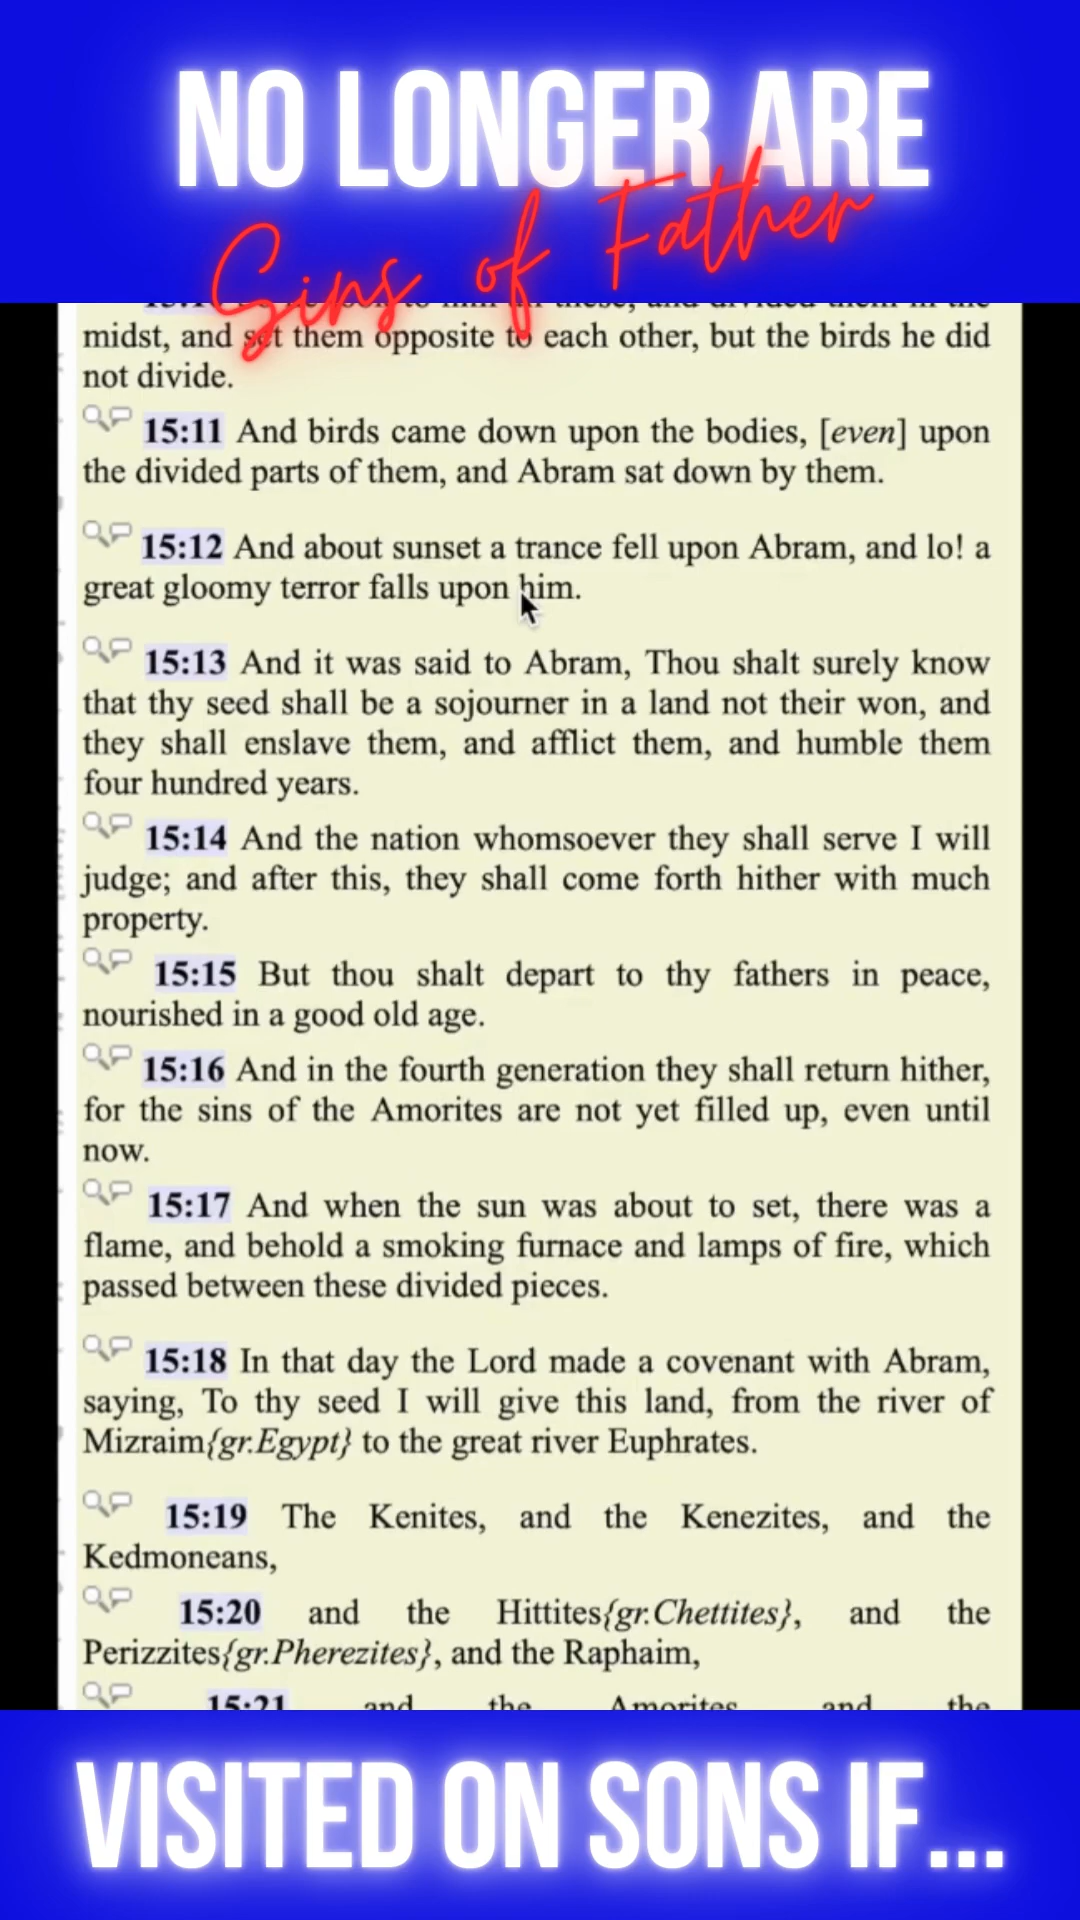 NO LONGER ARE
Sins of Father
midst, and set them opposite to each other, but the birds he did
not divide.
15:11 And birds came down upon the bodies, [even] upon
the divided parts of them, and Abram sat down by them.
15:12 And about sunset a trance fell upon Abram, and lo! a
great gloomy terror falls upon him.
15:13 And it was said to Abram, Thou shalt surely know
that thy seed shall be a sojourner in a land not their won, and
they shall enslave them, and afflict them, and humble them
four hundred years.
15:14 And the nation whomsoever they shall serve I will
judge; and after this, they shall come forth hither with much
property.
15:15 But thou shalt depart to thy fathers in peace,
nourished in a good old age.
15:16 And in the fourth generation they shall return hither,
for the sins of the Amorites are not yet filled up, even until
now.
15:17 And when the sun was about to set, there was a
flame, and behold a smoking furnace and lamps of fire, which
passed between these divided pieces.
15:18 In that day the Lord made a covenant with Abram,
saying, To thy seed I will give this land, from the river of
Mizraim{gr.Egypt} to the great river Euphrates.
15:19 The Kenites, and the Kenezites, and the
Kedmoneans,
15:20 and the Hittites{gr.Chettites}, and the
Perizzites{gr.Pherezites}, and the Raphaim,
15:21 and the Amorites and the
VISITED ON SONS IF...